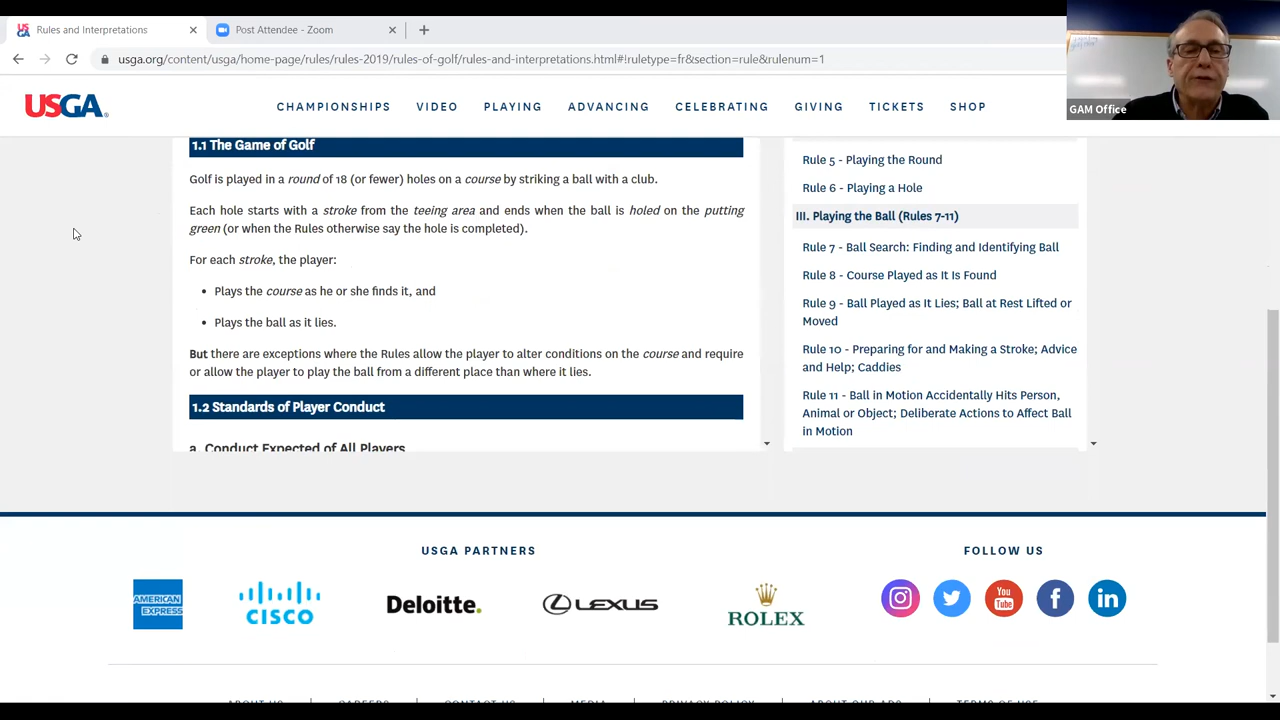 Rules and Interpretations
Post Attendee - Zoom
usga.org/content/usga/home-page/rules/rules-2019/rules-of-golf/rules-and-interpretations.html#!ruletype=fr&section=rule&rulenum=1
GAM Office
USGA
CHAMPIONSHIPS VIDEO PLAYING ADVANCING CELEBRATING GIVING TICKETS SHOP
1.1 The Game of Golf
Golf is played in a round of 18 (or fewer) holes on a course by striking a ball with a club.
Each hole starts with a stroke from the teeing area and ends when the ball is holed on the putting
green (or when the Rules otherwise say the hole is completed).
For each stroke, the player:
• Plays the course as he or she finds it, and
• Plays the ball as it lies.
But there are exceptions where the Rules allow the player to alter conditions on the course and require
or allow the player to play the ball from a different place than where it lies.
1.2 Standards of Player Conduct
a. Conduct Expected of All Players
Rule 5 - Playing the Round
Rule 6 - Playing a Hole
III. Playing the Ball (Rules 7-11)
Rule 7 - Ball Search: Finding and Identifying Ball
Rule 8 - Course Played as It Is Found
Rule 9 - Ball Played as It Lies; Ball at Rest Lifted or
Moved
Rule 10 - Preparing for and Making a Stroke; Advice
and Help; Caddies
Rule 11 - Ball in Motion Accidentally Hits Person,
Animal or Object; Deliberate Actions to Affect Ball
in Motion
USGA PARTNERS
AMERICAN
EXPRESS
CISCO
Deloitte.
LEXUS
ROLEX
FOLLOW US
You
Tube
f
in
ABOUT US CAREERS CONTACT US MEDIA PRIVACY POLICY ABOUT OUR ADS TERMS OF USE